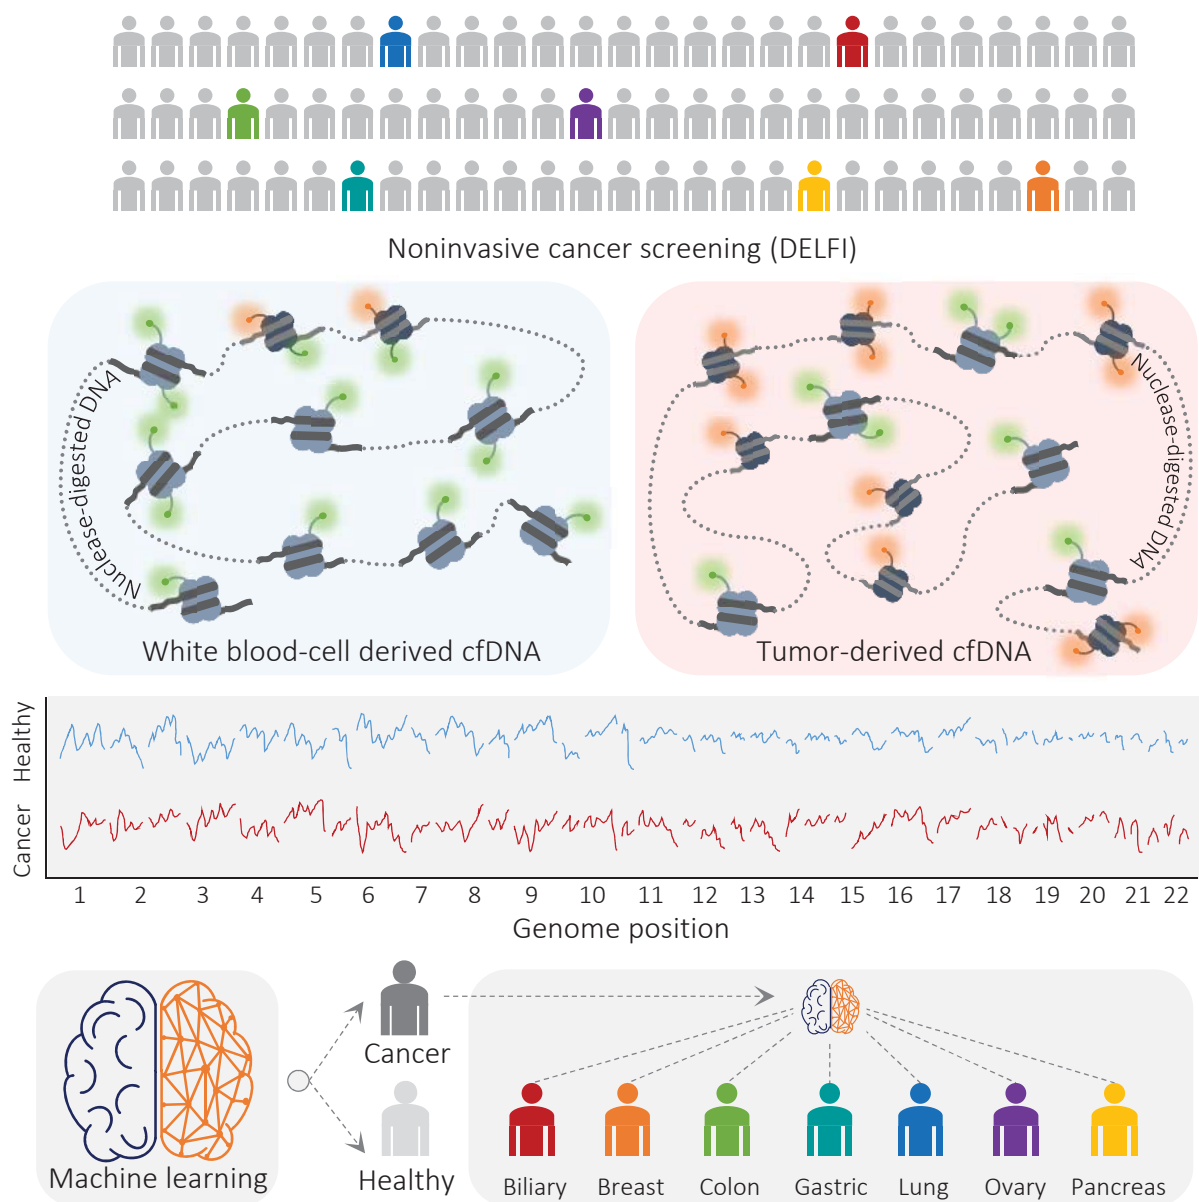 Noninvasive cancer screening (DELFI)
Nuclease-digested DNA
Nuclease-digested DNA
White blood-cell derived cfDNA
Tumor-derived cfDNA
Healthy
Cancer
1 2 3 4 5 6 7 8 9 10 11 12 13 14 15 16 17 18 19 20 21 22
Genome position
Cancer
Healthy
Machine learning
Biliary Breast Colon Gastric Lung Ovary Pancreas